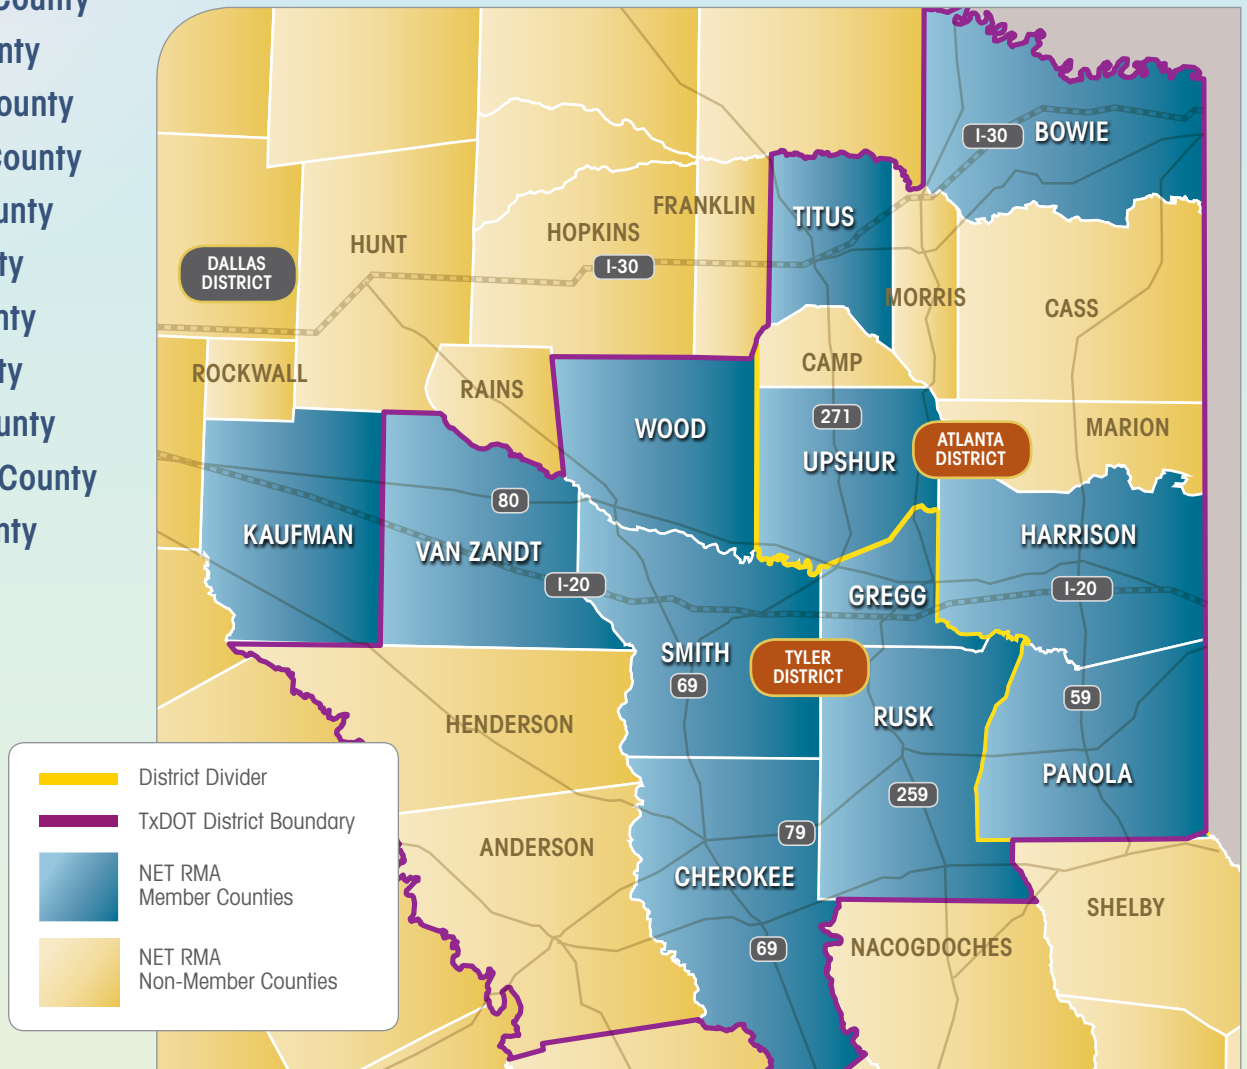 County
nty
ounty
County
unty
ty
nty
ty
unty
County
nty
I-30
BOWIE
FRANKLIN
TITUS
HOPKINS
HUNT
DALLAS
DISTRICT
I-30
MORRIS
CASS
CAMP
ROCKWALL
RAINS
271
WOOD
MARION
ATLANTA
DISTRICT
UPSHUR
80
KAUFMAN
VAN ZANDT
HARRISON
I-20
GREGG
I-20
SMITH
TYLER
DISTRICT
69
59
RUSK
HENDERSON
PANOLA
259
79
ANDERSON
CHEROKEE
SHELBY
69
NACOGDOCHES
District Divider
TxDOT District Boundary
NET RMA
Member Counties
NET RMA
Non-Member Counties